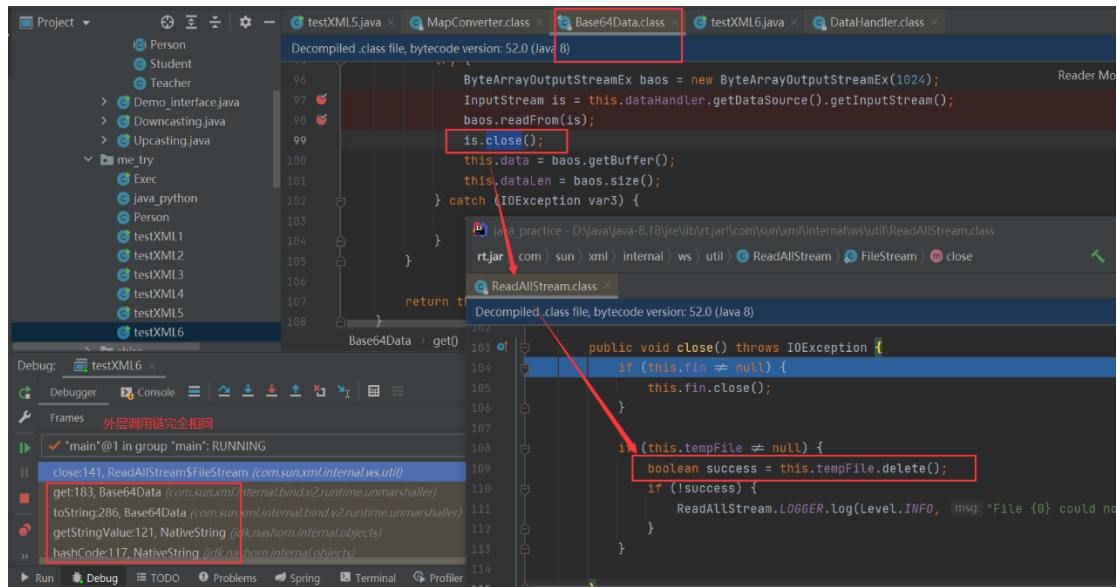 Project
testXML5.java
MapConverter.class
Base64Data.class
testXML6.java
DataHandler.class
Decompiled .class file, bytecode version: 52.0 (Java 8)
Reader Mo
Person
Student
Teacher
Demo_interface.java
Downcasting.java
Upcasting.java
me_try
Exec
java_python
Person
testXML1
testXML2
testXML3
testXML4
testXML5
testXML6
96 ByteArrayOutputStreamEx baos = new ByteArrayOutputStreamEx(1024);
97 InputStream is = this.dataHandler.getDataSource().getInputStream();
98 baos.readFrom(is);
99 is.close();
100 this.data = baos.getBuffer();
101 this.dataLen = baos.size();
102 } catch (IOException var3) {
103
104 }
105 }
106
107 return th
108 }
Base64Data > get()
java_practice - D:\java\java-8.18\jre\lib\rt.jar!\com\sun\xml\internal\ws\util\ReadAllStream.class
rt.jar com sun xml internal ws util ReadAllStream FileStream close
ReadAllStream.class
Decompiled .class file, bytecode version: 52.0 (Java 8)
102
103 public void close() throws IOException {
104 if (this.fin ≠ null) {
105 this.fin.close();
106 }
107
108 if (this.tempFile ≠ null) {
109 boolean success = this.tempFile.delete();
110 if (!success) {
111 ReadAllStream.LOGGER.log(Level.INFO, msg: "File {0} could no
112 }
113 }
114
Debug: testXML6
Debugger Console
Frames 外层调用链完全相同
"main"@1 in group "main": RUNNING
close:141, ReadAllStream$FileStream (com.sun.xml.internal.ws.util)
get:183, Base64Data (com.sun.xml.internal.bind.v2.runtime.unmarshaller)
toString:286, Base64Data (com.sun.xml.internal.bind.v2.runtime.unmarshaller)
getStringValue:121, NativeString (jdk.nashorn.internal.objects)
hashCode:117, NativeString (jdk.nashorn.internal.objects)
Run Debug TODO Problems Spring Terminal Profiler